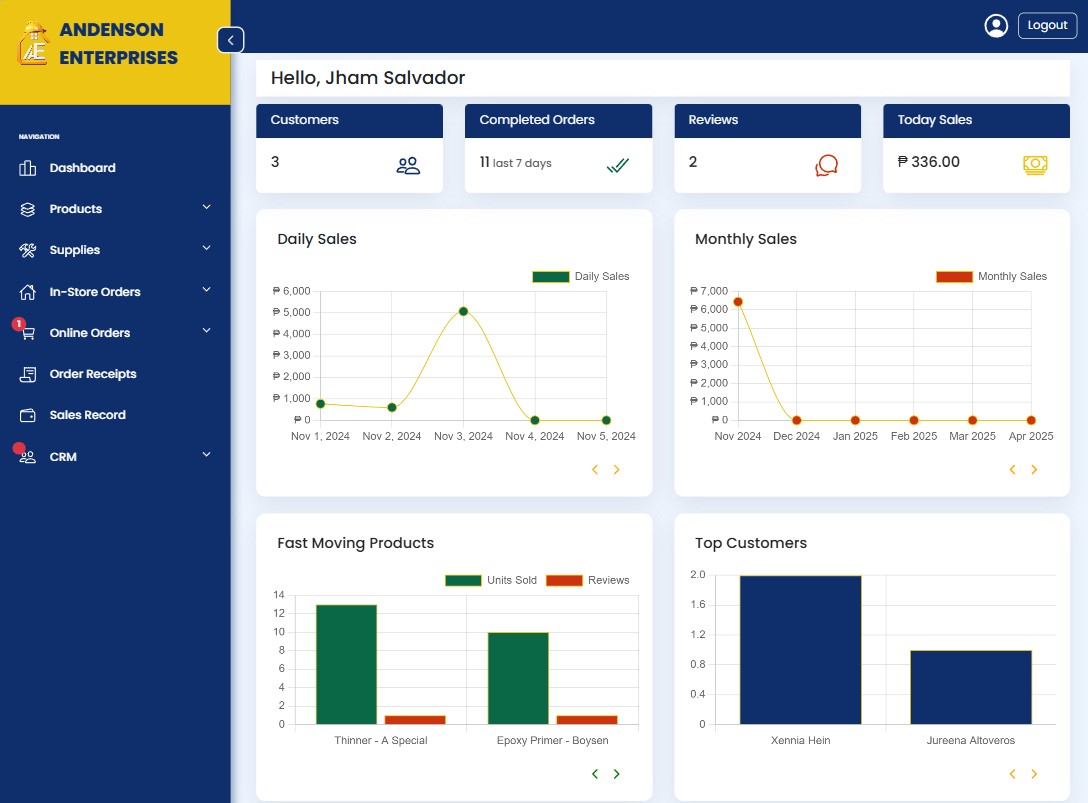 ANDENSON
ENTERPRISES
AE
Logout
NAVIGATION
Dashboard
Products
Supplies
In-Store Orders
1
Online Orders
Order Receipts
Sales Record
CRM
Hello, Jham Salvador
Customers
3
Completed Orders
11 last 7 days
Reviews
2
Today Sales
₱ 336.00
Daily Sales
Daily Sales
₱ 6,000
₱ 5,000
₱ 4,000
₱ 3,000
₱ 2,000
₱ 1,000
₱ 0
Nov 1, 2024 Nov 2, 2024 Nov 3, 2024 Nov 4, 2024 Nov 5, 2024
Monthly Sales
Monthly Sales
₱ 7,000
₱ 6,000
₱ 5,000
₱ 4,000
₱ 3,000
₱ 2,000
₱ 1,000
₱ 0
Nov 2024 Dec 2024 Jan 2025 Feb 2025 Mar 2025 Apr 2025
Fast Moving Products
Units Sold Reviews
14
12
10
8
6
4
2
0
Thinner - A Special Epoxy Primer - Boysen
Top Customers
2.0
1.6
1.2
0.8
0.4
0
Xennia Hein Jureena Altoveros